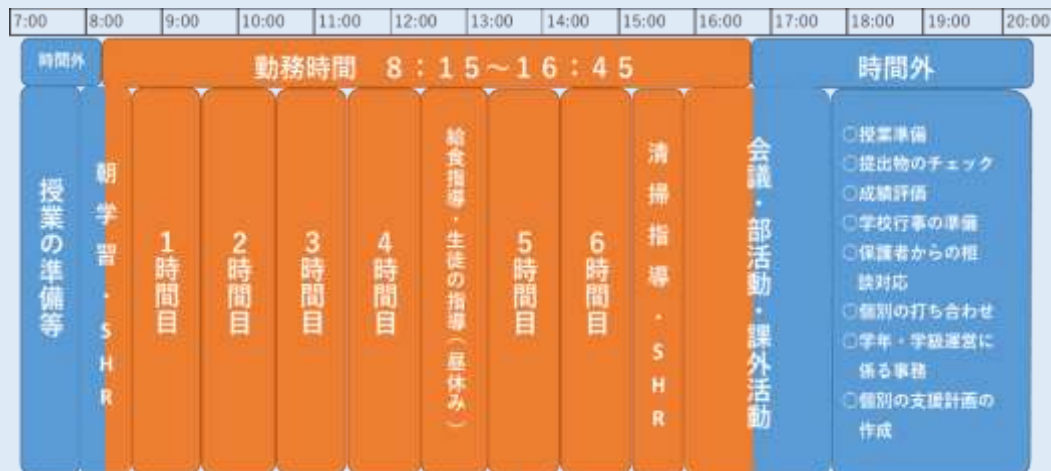 7:00 8:00 9:00 10:00 11:00 12:00 13:00 14:00 15:00 16:00 17:00 18:00 19:00 20:00
時間外
勤務時間 8:15~16:45
時間外
授業の準備等
朝学習・SHR
1時間目
2時間目
3時間目
4時間目
給食指導・生徒の指導(昼休み)
5時間目
6時間目
清掃指導・SHR
会議・部活動・課外活動
○授業準備
○提出物のチェック
○成績評価
○学校行事の準備
○保護者からの相
談対応
○個別の打ち合わせ
○学年・学級運営に
係る事務
○個別の支援計画の
作成